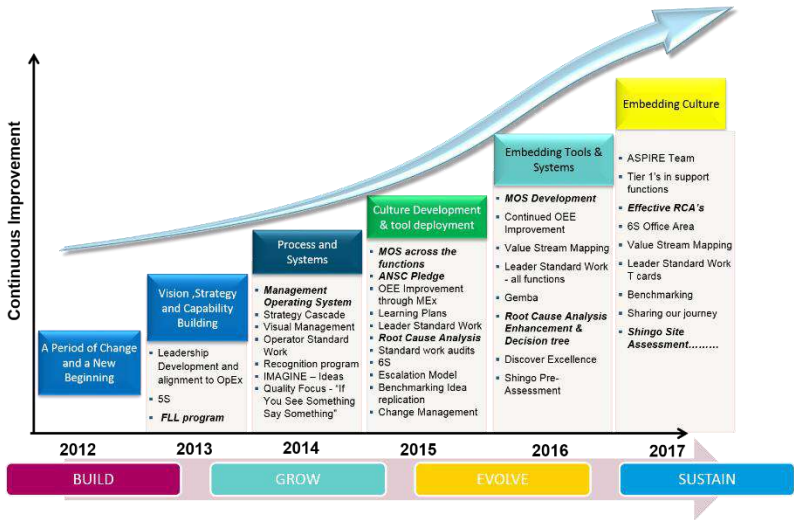 Continuous Improvement
A Period of Change
and a New
Beginning
Vision ,Strategy
and Capability
Building
Leadership
Development and
alignment to OpEx
5S
FLL program
Process and
Systems
Management
Operating System
Strategy Cascade
Visual Management
Operator Standard
Work
Recognition program
IMAGINE – Ideas
Quality Focus - “If
You See Something
Say Something”
Culture Development
& tool deployment
MOS across the
functions
ANSC Pledge
OEE Improvement
through MEx
Learning Plans
Leader Standard Work
Root Cause Analysis
Standard work audits
6S
Escalation Model
Benchmarking Idea
replication
Change Management
Embedding Tools &
Systems
MOS Development
Continued OEE
Improvement
Value Stream Mapping
Leader Standard Work
- all functions
Gemba
Root Cause Analysis
Enhancement &
Decision tree
Discover Excellence
Shingo Pre-
Assessment
Embedding Culture
ASPIRE Team
Tier 1’s in support
functions
Effective RCA’s
6S Office Area
Value Stream Mapping
Leader Standard Work
T cards
Benchmarking
Sharing our journey
Shingo Site
Assessment………
2012
2013
2014
2015
2016
2017
BUILD
GROW
EVOLVE
SUSTAIN